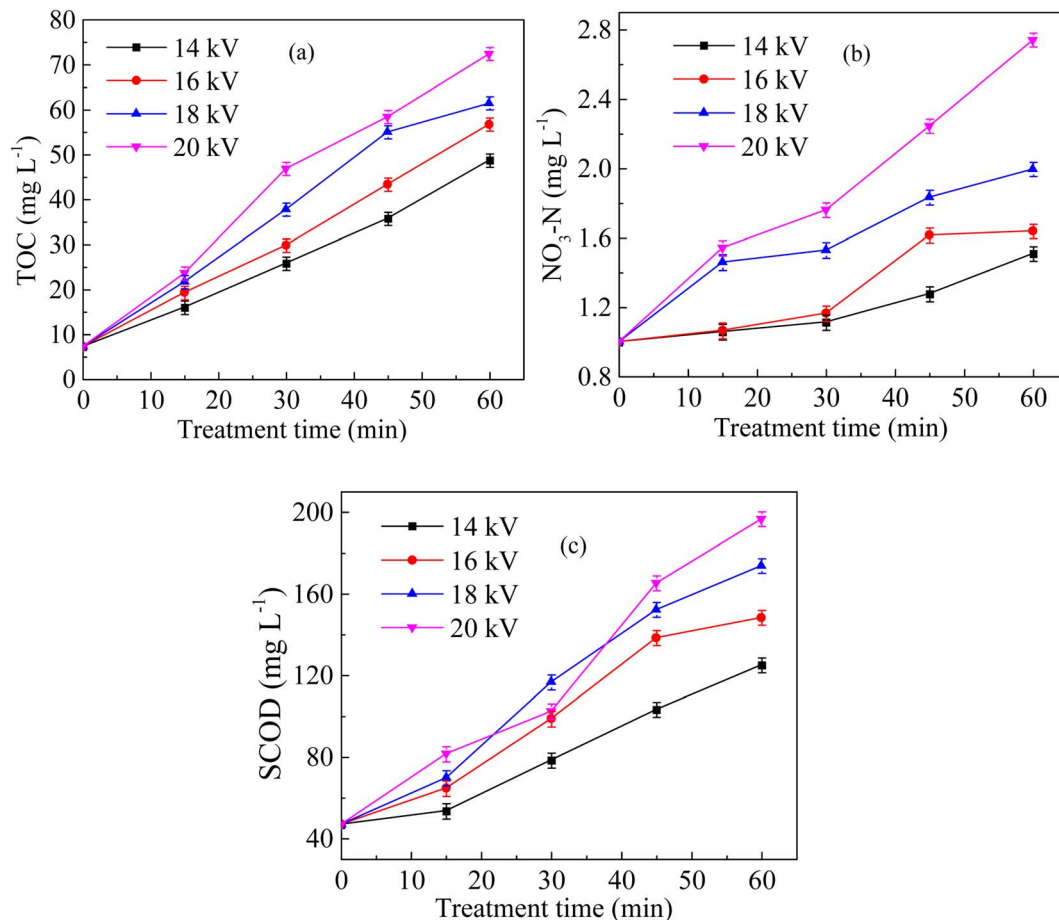 (a)
14 kV
16 kV
18 kV
20 kV
TOC (mg L⁻¹)
80
70
60
50
40
30
20
10
0
0 10 20 30 40 50 60
Treatment time (min)
(b)
14 kV
16 kV
18 kV
20 kV
NO₃-N (mg L⁻¹)
2.8
2.4
2.0
1.6
1.2
0.8
0 10 20 30 40 50 60
Treatment time (min)
(c)
14 kV
16 kV
18 kV
20 kV
SCOD (mg L⁻¹)
200
160
120
80
40
0 10 20 30 40 50 60
Treatment time (min)